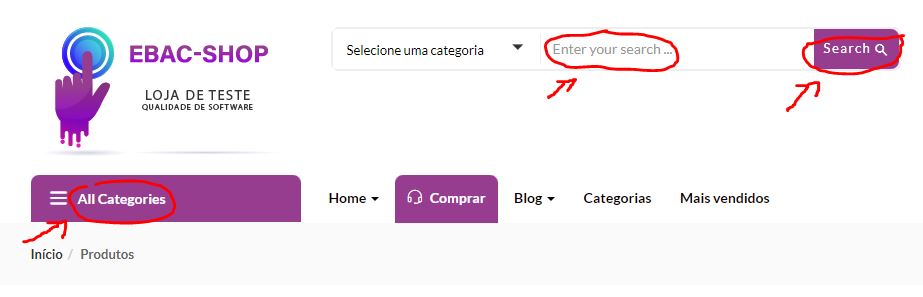 EBAC-SHOP
LOJA DE TESTE
QUALIDADE DE SOFTWARE
Selecione uma categoria
Enter your search ...
Search
All Categories
Home
Comprar
Blog
Categorias
Mais vendidos
Início / Produtos